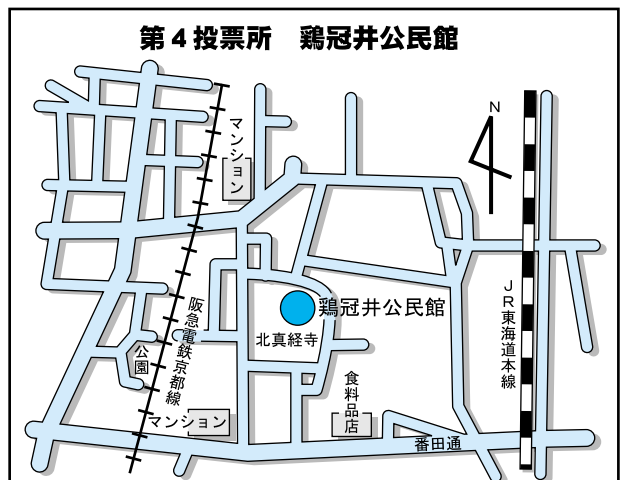 第4投票所　鶏冠井公民館
N
マンション
JR東海道本線
阪急電鉄京都線
鶏冠井公民館
北真経寺
公園
食料品店
マンション
番田通